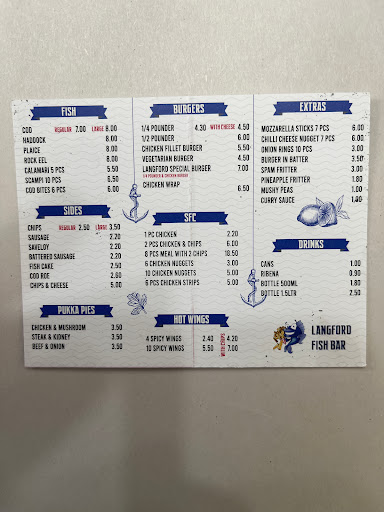 FISH
COD REGULAR 7.00 LARGE 8.00
HADDOCK 8.00
PLAICE 8.00
ROCK EEL 8.00
CALAMARI 5 PCS 5.50
SCAMPI 10 PCS 6.50
COD BITES 6 PCS 6.00
SIDES
CHIPS REGULAR 2.50 LARGE 3.50
SAUSAGE 2.20
SAVELOY 2.20
BATTERED SAUSAGE 2.20
FISH CAKE 2.50
COD ROE 2.60
CHIPS & CHEESE 5.00
PUKKA PIES
CHICKEN & MUSHROOM 3.50
STEAK & KIDNEY 3.50
BEEF & ONION 3.50
BURGERS
1/4 POUNDER 4.30 WITH CHEESE 4.50
1/2 POUNDER 6.00
CHICKEN FILLET BURGER 5.50
VEGETARIAN BURGER 4.50
LANGFORD SPECIAL BURGER 7.00
1/4 POUNDER & CHICKEN BURGER
CHICKEN WRAP 6.50
SFC
1 PC CHICKEN 2.20
2 PCS CHICKEN & CHIPS 6.00
8 PCS MEAL WITH 2 CHIPS 18.50
6 CHICKEN NUGGETS 3.00
10 CHICKEN NUGGETS 5.00
6 PCS CHICKEN STRIPS 5.00
HOT WINGS
4 SPICY WINGS 2.40 4.20
10 SPICY WINGS 5.50 7.00
WITH CHIPS
EXTRAS
MOZZARELLA STICKS 7 PCS 6.00
CHILLI CHEESE NUGGET 7 PCS 6.00
ONION RINGS 10 PCS 3.00
BURGER IN BATTER 3.50
SPAM FRITTER 3.00
PINEAPPLE FRITTER 1.80
MUSHY PEAS 1.00
CURRY SAUCE 1.00
DRINKS
CANS 1.00
RIBENA 0.90
BOTTLE 500ML 1.80
BOTTLE 1.5LTR 2.50
LANGFORD
FISH BAR